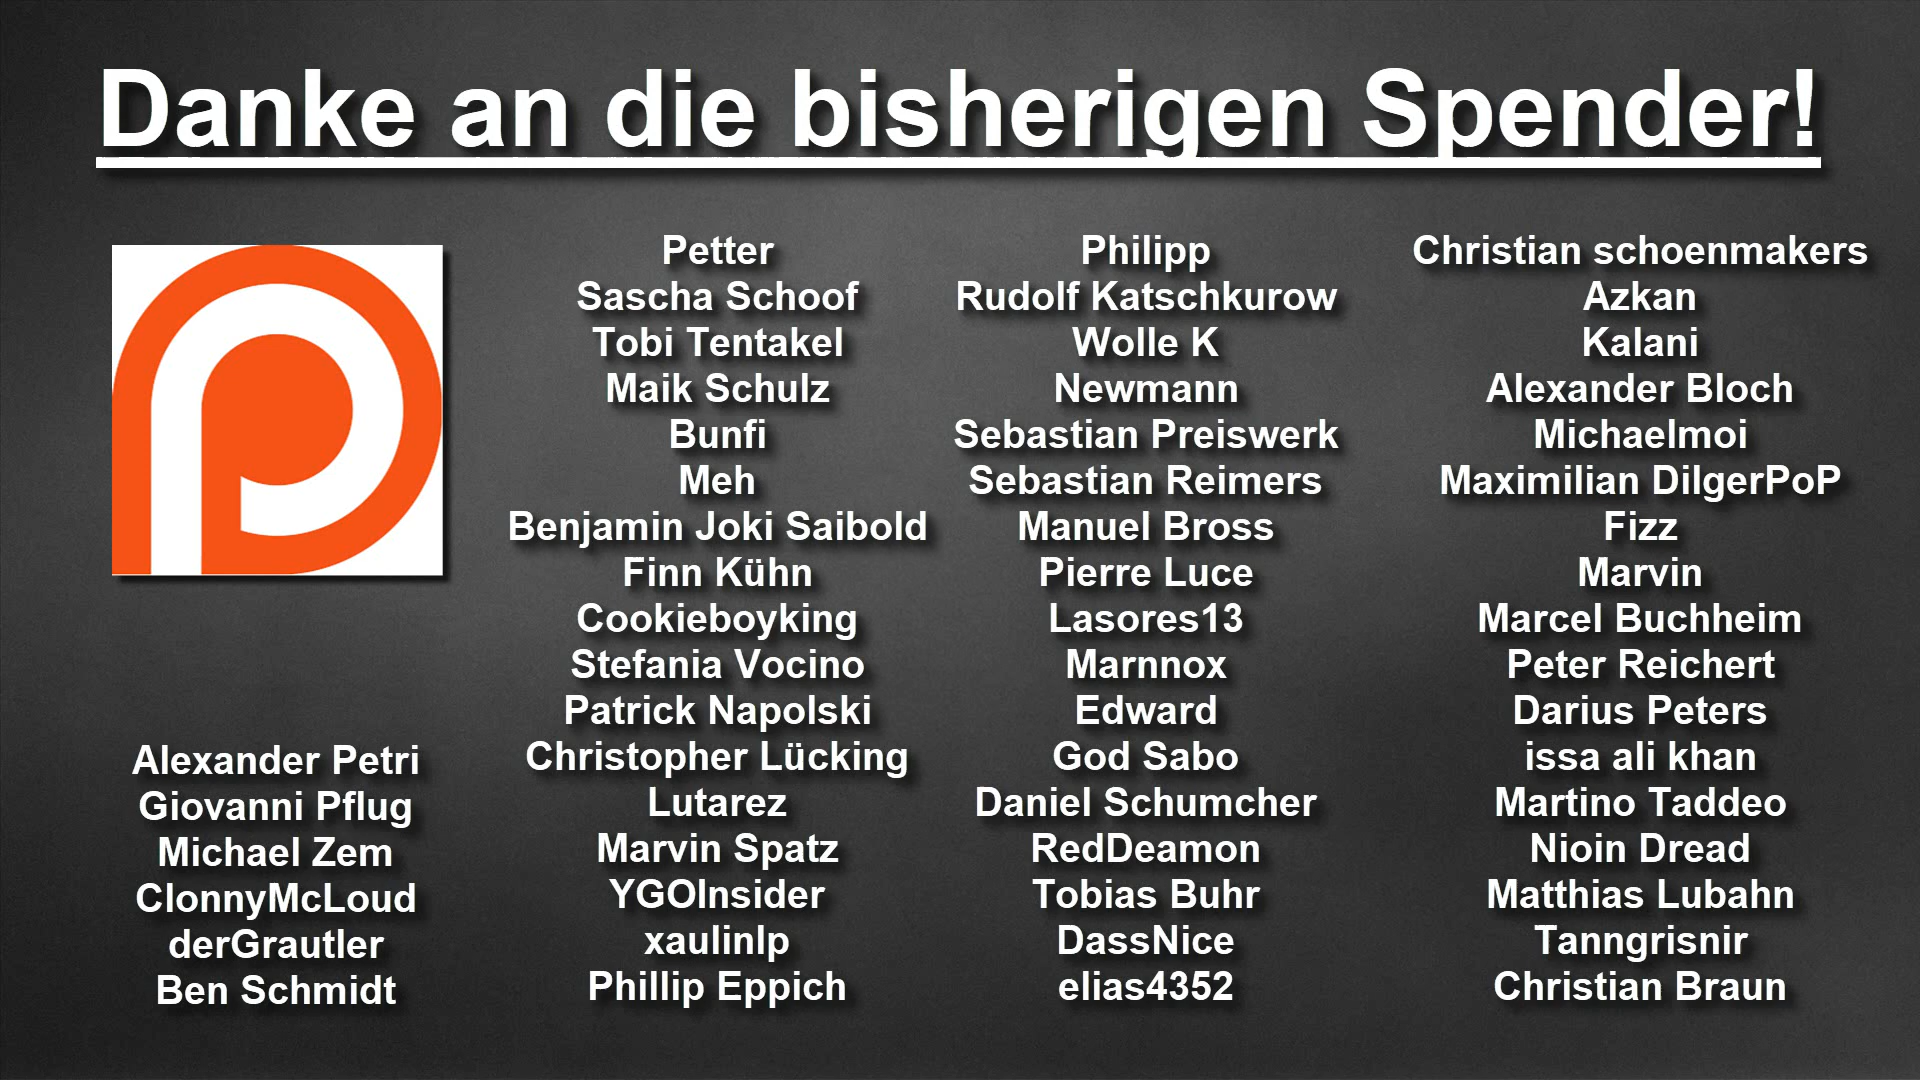 Danke an die bisherigen Spender!
Alexander Petri
Giovanni Pflug
Michael Zem
ClonnyMcLoud
derGrautler
Ben Schmidt
Petter
Sascha Schoof
Tobi Tentakel
Maik Schulz
Bunfi
Meh
Benjamin Joki Saibold
Finn Kühn
Cookieboyking
Stefania Vocino
Patrick Napolski
Christopher Lücking
Lutarez
Marvin Spatz
YGOInsider
xaulinlp
Phillip Eppich
Philipp
Rudolf Katschkurow
Wolle K
Newmann
Sebastian Preiswerk
Sebastian Reimers
Manuel Bross
Pierre Luce
Lasores13
Marnnox
Edward
God Sabo
Daniel Schumcher
RedDeamon
Tobias Buhr
DassNice
elias4352
Christian schoenmakers
Azkan
Kalani
Alexander Bloch
Michaelmoi
Maximilian DilgerPoP
Fizz
Marvin
Marcel Buchheim
Peter Reichert
Darius Peters
issa ali khan
Martino Taddeo
Nioin Dread
Matthias Lubahn
Tanngrisnir
Christian Braun